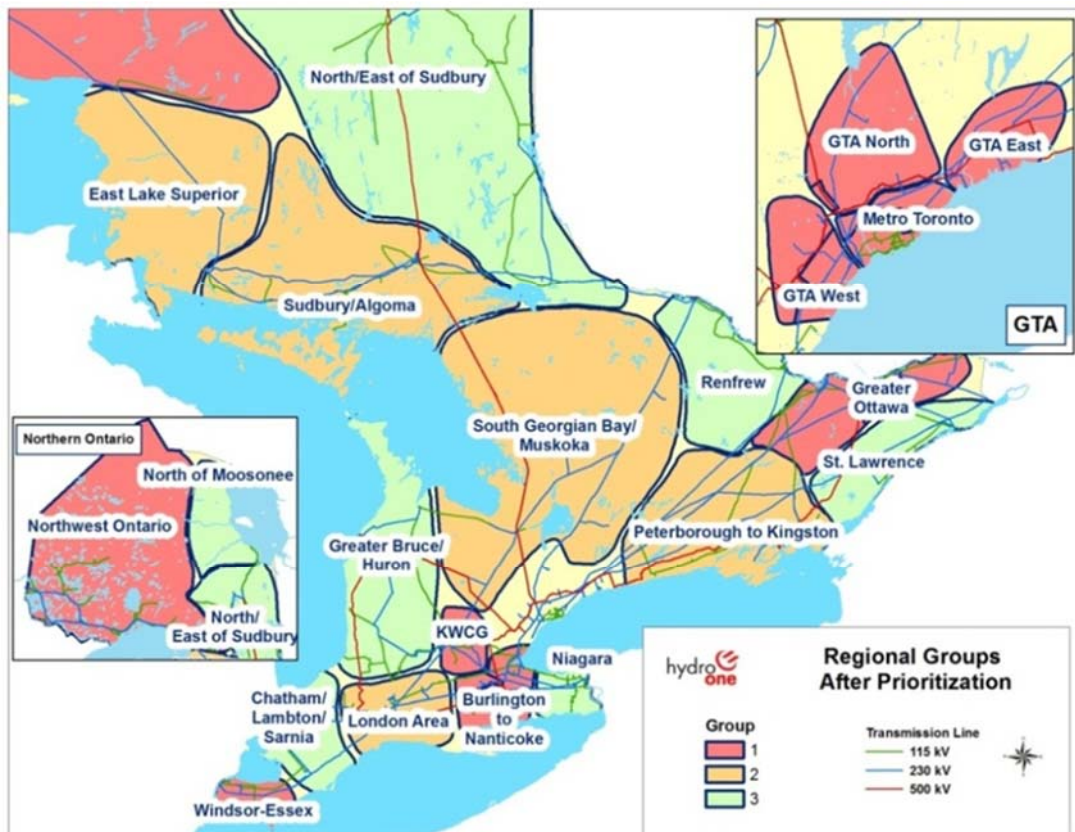 North/East of Sudbury
East Lake Superior
Sudbury/Algoma
GTA North
GTA East
Metro Toronto
GTA West
GTA
Renfrew
Greater
Ottawa
South Georgian Bay/
Muskoka
St. Lawrence
Northern Ontario
North of Moosonee
Northwest Ontario
North/
East of Sudbury
Peterborough to Kingston
Greater Bruce/
Huron
KWCG
Niagara
Chatham/
Lambton/
Sarnia
London Area
Burlington
to
Nanticoke
Windsor-Essex
hydro
one
Regional Groups
After Prioritization
Group
1
2
3
Transmission Line
115 kV
230 kV
500 kV